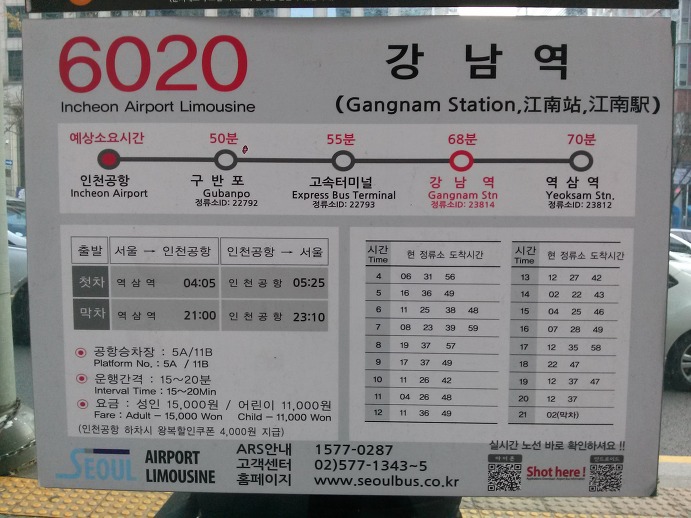 6020
Incheon Airport Limousine
강 남 역
(Gangnam Station,江南站,江南駅)
예상소요시간 50분 55분 68분 70분
인천공항 구 반 포 고속터미널 강 남 역 역 삼 역
Incheon Airport Gubanpo Express Bus Terminal Gangnam Stn Yeoksam Stn.
정류소ID: 22792 정류소ID: 22793 정류소ID: 23814 정류소ID: 23812
출발 서울 → 인천공항 인천공항 → 서울
첫차 역 삼 역 04:05 인 천 공 항 05:25
막차 역 삼 역 21:00 인 천 공 항 23:10
공항승차장 : 5A/11B
Platform No. : 5A / 11B
운행간격 : 15~20분
Interval Time : 15~20Min
요금 : 성인 15,000원 / 어린이 11,000원
Fare : Adult - 15,000 Won Child - 11,000 Won
(인천공항 하차시 왕복할인쿠폰 4,000원 지급)
시간 Time 현 정류소 도착시간
4 06 31 56
5 16 36 49
6 11 25 38 48
7 08 23 39 59
8 19 37 57
9 17 37 49
10 11 26 42
11 04 26 48
12 11 36 49
시간 Time 현 정류소 도착시간
13 12 27 42
14 02 22 43
15 04 25 46
16 07 28 49
17 12 35 58
18 22 47
19 12 37 47
20 12 37
21 02(막차)
SEOUL AIRPORT LIMOUSINE
ARS안내 1577-0287
고객센터 02)577-1343~5
홈페이지 www.seoulbus.co.kr
실시간 노선 바로 확인하셔요 !!
아이폰 안드로이드
Shot here !